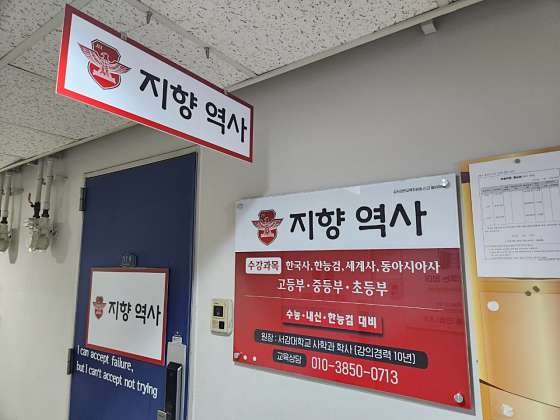 지향 역사
지향 역사
I can accept failure,
but I can't accept not trying
지향 역사
수강과목 한국사, 한능검, 세계사, 동아시아사
고등부·중등부·초등부
수능·내신·한능검 대비
원장 : 서강대학교 사학과 학사 (강의경력 10년)
교육상담 010-3850-0713